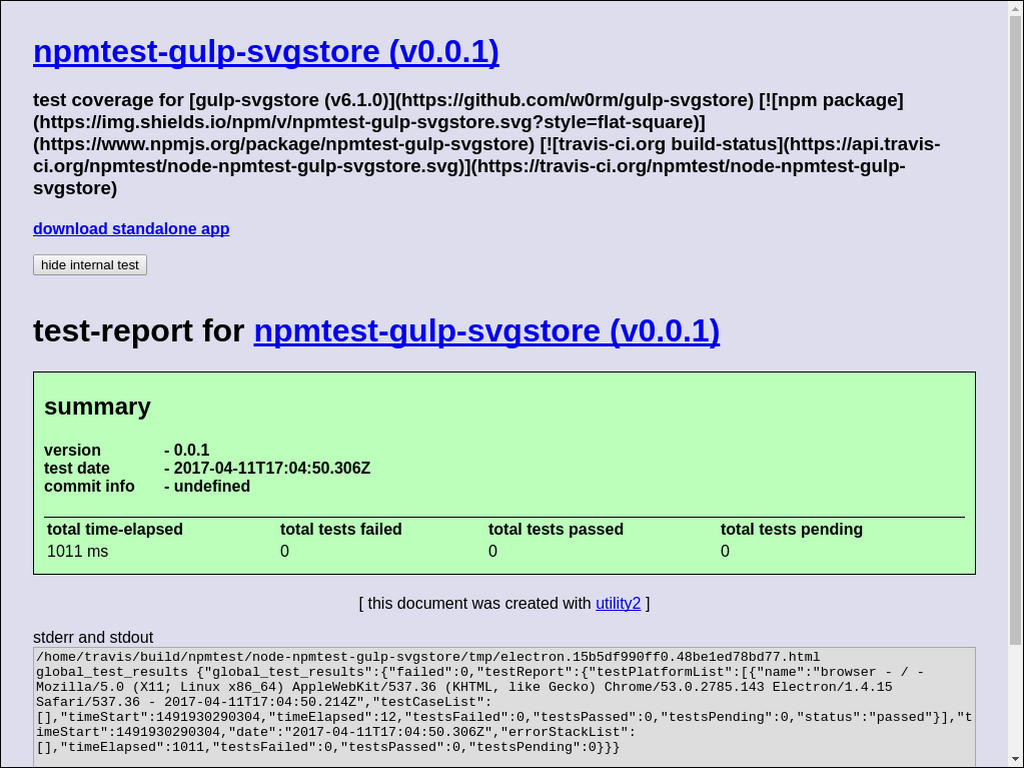 npmtest-gulp-svgstore (v0.0.1)
test coverage for [gulp-svgstore (v6.1.0)](https://github.com/w0rm/gulp-svgstore) [![npm package]
(https://img.shields.io/npm/v/npmtest-gulp-svgstore.svg?style=flat-square)]
(https://www.npmjs.org/package/npmtest-gulp-svgstore) [![travis-ci.org build-status](https://api.travis-
ci.org/npmtest/node-npmtest-gulp-svgstore.svg)](https://travis-ci.org/npmtest/node-npmtest-gulp-
svgstore)
download standalone app
hide internal test
test-report for npmtest-gulp-svgstore (v0.0.1)
summary
version - 0.0.1
test date - 2017-04-11T17:04:50.306Z
commit info - undefined
total time-elapsed total tests failed total tests passed total tests pending
1011 ms 0 0 0
[ this document was created with utility2 ]
stderr and stdout
/home/travis/build/npmtest/node-npmtest-gulp-svgstore/tmp/electron.15b5df990ff0.48be1ed78bd77.html
global_test_results {"global_test_results":{"failed":0,"testReport":{"testPlatformList":[{"name":"browser - / -
Mozilla/5.0 (X11; Linux x86_64) AppleWebKit/537.36 (KHTML, like Gecko) Chrome/53.0.2785.143 Electron/1.4.15
Safari/537.36 - 2017-04-11T17:04:50.214Z","testCaseList":
[],"timeStart":1491930290304,"timeElapsed":12,"testsFailed":0,"testsPassed":0,"testsPending":0,"status":"passed"}],"t
imeStart":1491930290304,"date":"2017-04-11T17:04:50.306Z","errorStackList":
[],"timeElapsed":1011,"testsFailed":0,"testsPassed":0,"testsPending":0}}}